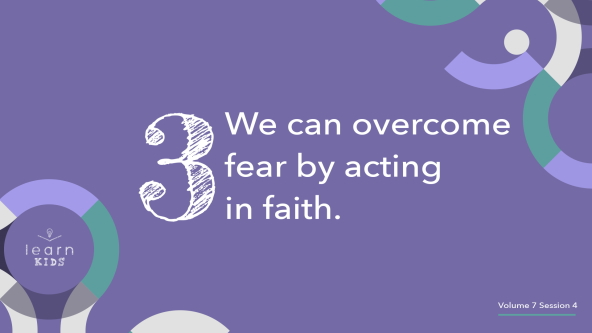 3
We can overcome
fear by acting
in faith.
learn
KIDS
Volume 7 Session 4